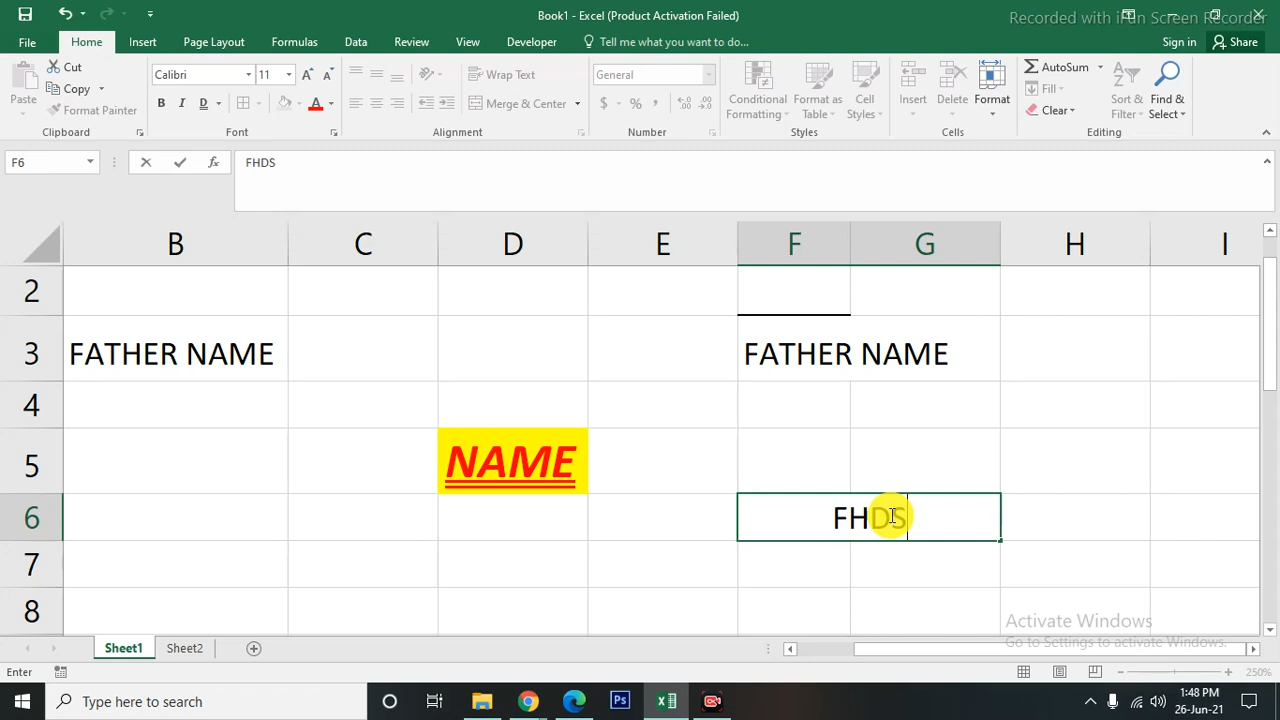 Book1 - Excel (Product Activation Failed)
Recorded with iFun Screen Recorder
File Home Insert Page Layout Formulas Data Review View Developer Tell me what you want to do... Sign in Share
Paste
Cut
Copy
Format Painter
Clipboard
Calibri 11
B I D A
Font
Wrap Text
Merge & Center
Alignment
General
$ %
Number
Conditional Formatting
Format as Table
Cell Styles
Styles
Insert Delete Format
Cells
AutoSum
Fill
Clear
Sort & Filter
Find & Select
Editing
F6 fx FHDS
B C D E F G H I
2
3 FATHER NAME FATHER NAME
4
5 NAME
6 FHDS
7
8
Activate Windows
Go to Settings to activate Windows.
Sheet1 Sheet2
Enter 250%
Type here to search
Ps
1:48 PM
26-Jun-21